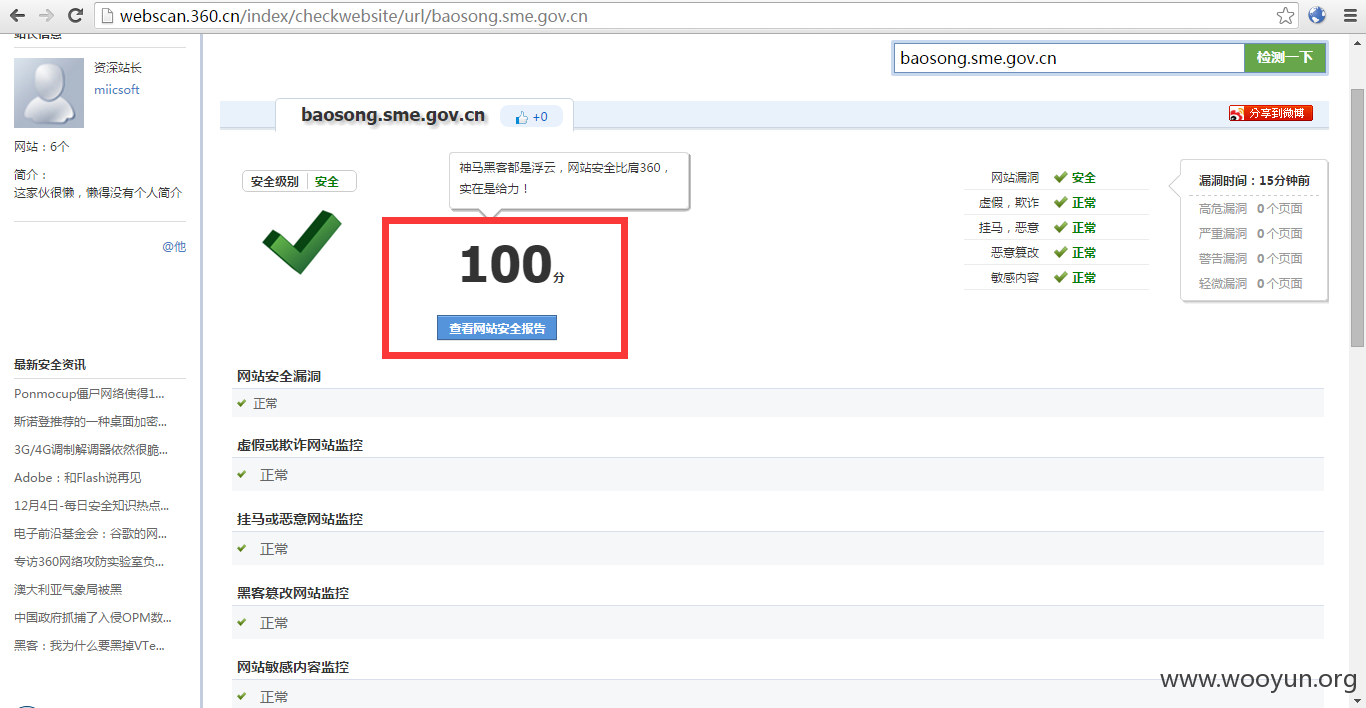 webscan.360.cn/index/checkwebsite/url/baosong.sme.gov.cn
站长信息
资深站长
miicsoft
网站：6个
简介：
这家伙很懒，懒得没有个人简介
@他
最新安全资讯
Ponmocup僵尸网络使得1...
斯诺登推荐的一种桌面加密...
3G/4G调制解调器依然很脆...
Adobe：和Flash说再见
12月4日-每日安全知识热点...
电子前沿基金会：谷歌的网...
专访360网络攻防实验室负...
澳大利亚气象局被黑
中国政府抓捕了入侵OPM数...
黑客：我为什么要黑掉VTe...
baosong.sme.gov.cn
检测一下
baosong.sme.gov.cn
+0
分享到微博
安全级别
安全
神马黑客都是浮云，网站安全比肩360，
实在是给力！
100分
查看网站安全报告
网站漏洞 安全
虚假，欺诈 正常
挂马，恶意 正常
恶意篡改 正常
敏感内容 正常
漏洞时间：15分钟前
高危漏洞 0个页面
严重漏洞 0个页面
警告漏洞 0个页面
轻微漏洞 0个页面
网站安全漏洞
正常
虚假或欺诈网站监控
正常
挂马或恶意网站监控
正常
黑客篡改网站监控
正常
网站敏感内容监控
正常
www.wooyun.org